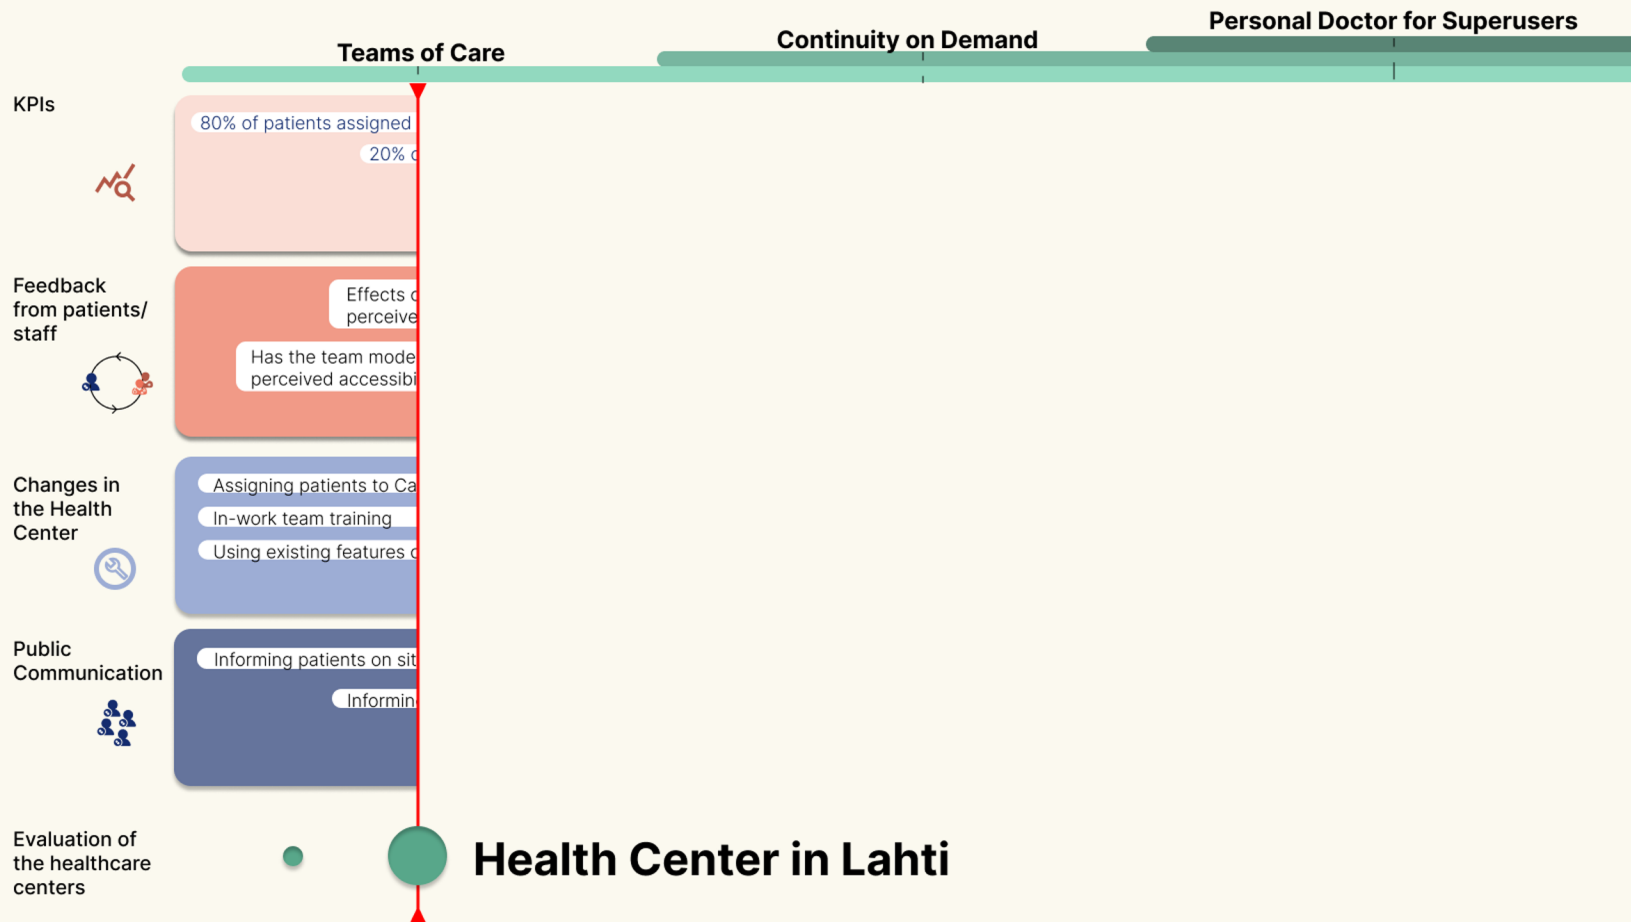 Personal Doctor for Superusers
Continuity on Demand
Teams of Care
KPIs
80% of patients assigned
20%
Feedback
from patients/
staff
Effects
perceive
Has the team mode
perceived accessibi
Changes in
the Health
Center
Assigning patients to Ca
In-work team training
Using existing features
Public
Communication
Informing patients on sit
Informin
Evaluation of
the healthcare
centers
Health Center in Lahti